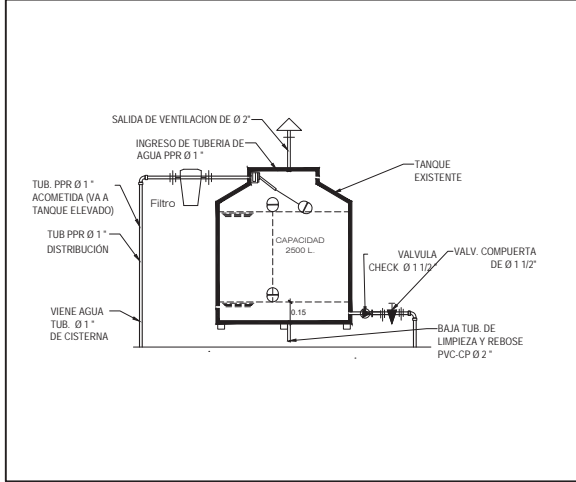 SALIDA DE VENTILACION DE Ø 2"
INGRESO DE TUBERIA DE
AGUA PPR Ø 1 "
TANQUE
EXISTENTE
TUB. PPR Ø 1 "
ACOMETIDA (VA A
TANQUE ELEVADO)
Filtro
TUB PPR Ø 1 "
DISTRIBUCIÓN
CAPACIDAD
2500 L.
VALVULA
CHECK Ø 1 1/2"
VALV. COMPUERTA
DE Ø 1 1/2"
VIENE AGUA
TUB. Ø 1 "
DE CISTERNA
0.15
BAJA TUB. DE
LIMPIEZA Y REBOSE
PVC-CP Ø 2 "